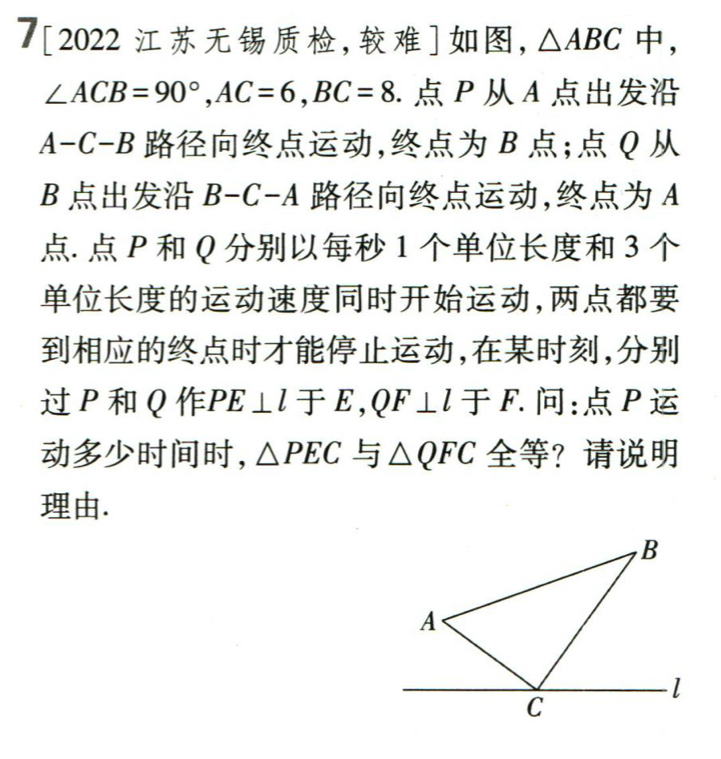 7[2022 江苏无锡质检,较难]如图,△ABC 中,
∠ACB=90°,AC=6,BC=8. 点 P 从 A 点出发沿
A-C-B 路径向终点运动,终点为 B 点;点 Q 从
B 点出发沿 B-C-A 路径向终点运动,终点为 A
点. 点 P 和 Q 分别以每秒 1 个单位长度和 3 个
单位长度的运动速度同时开始运动,两点都要
到相应的终点时才能停止运动,在某时刻,分别
过 P 和 Q 作PE⊥l 于 E,QF⊥l 于 F. 问:点 P 运
动多少时间时,△PEC 与△QFC 全等? 请说明
理由.
B
A
l
C